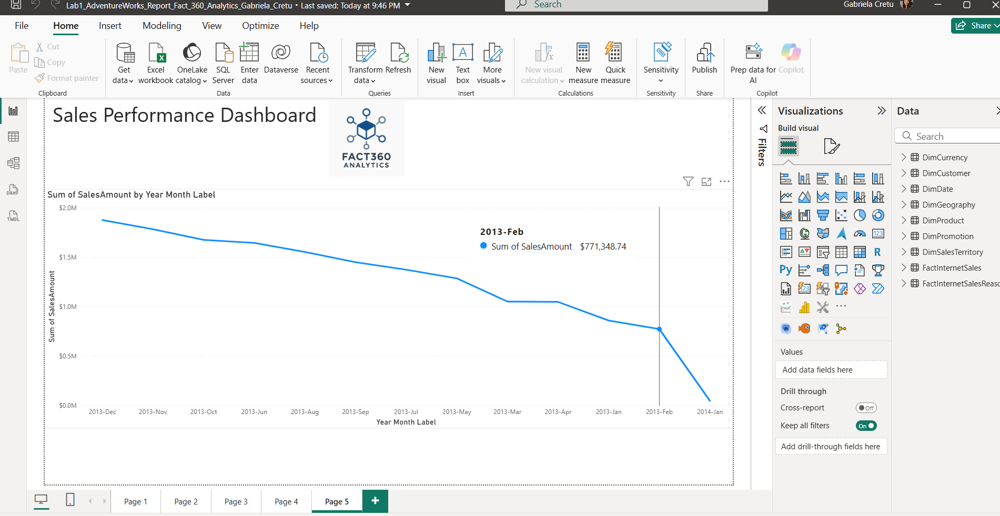 Lab1_AdventureWorks_Report_Fact_360_Analytics_Gabriela_Cretu • Last saved: Today at 9:46 PM
Search
Gabriela Cretu
File Home Insert Modeling View Optimize Help
Share
Paste
Cut
Copy
Format painter
Clipboard
Get data
Excel workbook
OneLake catalog
SQL Server
Enter data
Dataverse
Recent sources
Data
Transform data
Refresh
Queries
New visual
Text box
More visuals
Insert
New visual calculation
New measure
Quick measure
Calculations
Sensitivity
Sensitivity
Publish
Share
Prep data for AI
Copilot
Copilot
DAX
TMDL
Sales Performance Dashboard
FACT360
ANALYTICS
Sum of SalesAmount by Year Month Label
$2.0M
$1.5M
$1.0M
$0.5M
$0.0M
Sum of SalesAmount
2013-Feb
Sum of SalesAmount $771,348.74
2013-Dec 2013-Nov 2013-Oct 2013-Jun 2013-Aug 2013-Sep 2013-Jul 2013-May 2013-Mar 2013-Apr 2013-Jan 2013-Feb 2014-Jan
Year Month Label
Filters
Visualizations
Build visual
123
R
Py
123
Values
Add data fields here
Drill through
Cross-report Off
Keep all filters On
Add drill-through fields here
Data
Search
DimCurrency
DimCustomer
DimDate
DimGeography
DimProduct
DimPromotion
DimSalesTerritory
FactInternetSales
FactInternetSalesReaso
Page 1 Page 2 Page 3 Page 4 Page 5